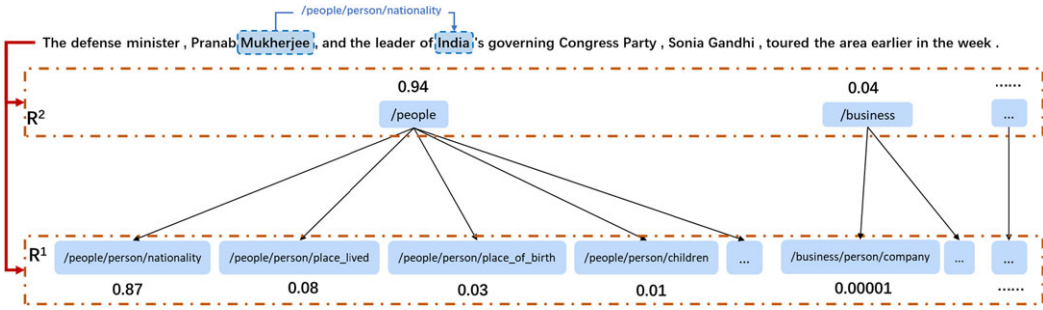 /people/person/nationality
The defense minister , Pranab Mukherjee , and the leader of India 's governing Congress Party , Sonia Gandhi , toured the area earlier in the week .
0.94 0.04 ......
R² /people /business ...
R¹ /people/person/nationality /people/person/place_lived /people/person/place_of_birth /people/person/children ... /business/person/company ... ...
0.87 0.08 0.03 0.01 0.00001 ......